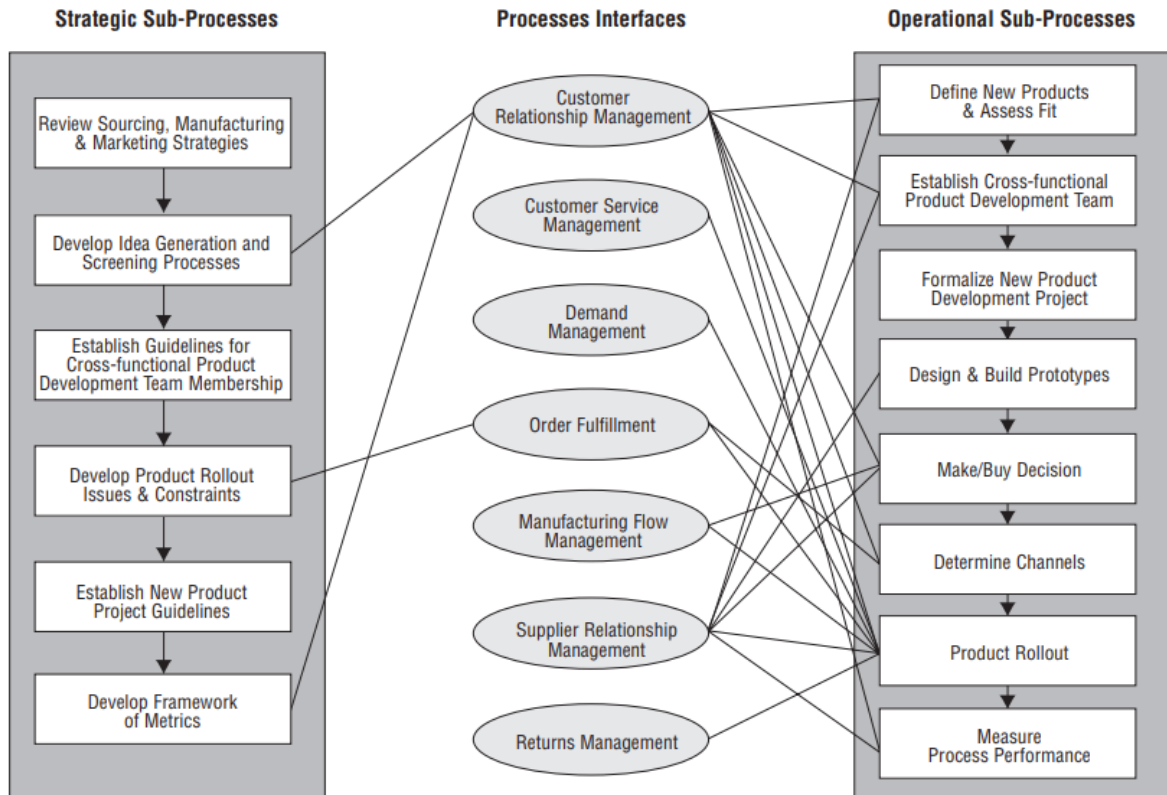 Strategic Sub-Processes
Review Sourcing, Manufacturing
& Marketing Strategies
Develop Idea Generation and
Screening Processes
Establish Guidelines for
Cross-functional Product
Development Team Membership
Develop Product Rollout
Issues & Constraints
Establish New Product
Project Guidelines
Develop Framework
of Metrics
Processes Interfaces
Customer
Relationship Management
Customer Service
Management
Demand
Management
Order Fulfillment
Manufacturing Flow
Management
Supplier Relationship
Management
Returns Management
Operational Sub-Processes
Define New Products
& Assess Fit
Establish Cross-functional
Product Development Team
Formalize New Product
Development Project
Design & Build Prototypes
Make/Buy Decision
Determine Channels
Product Rollout
Measure
Process Performance